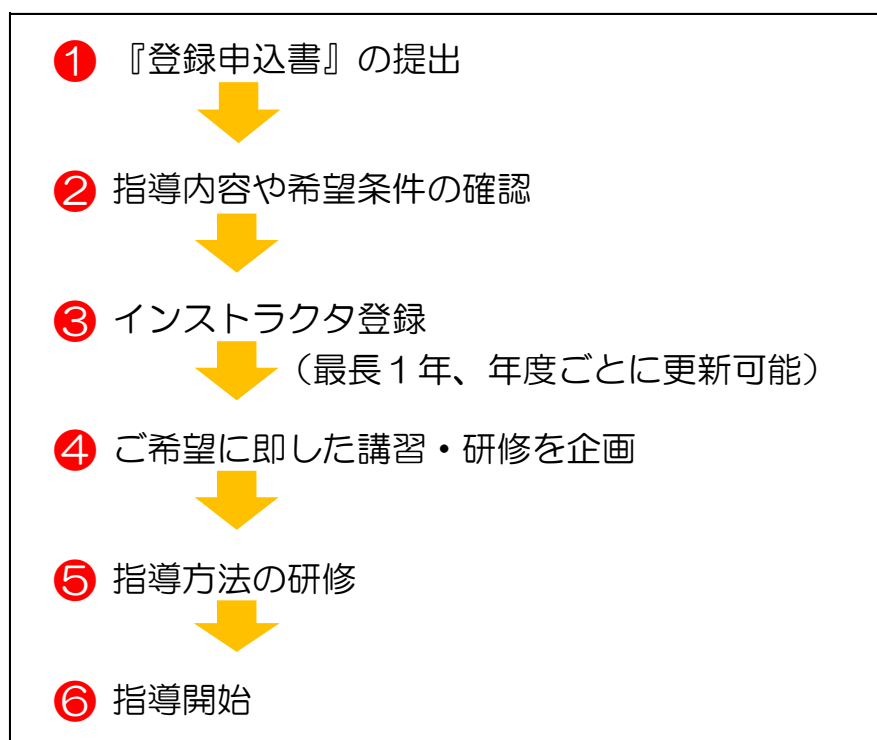 ❶ 『登録申込書』の提出
❷ 指導内容や希望条件の確認
❸ インストラクタ登録
（最長１年、年度ごとに更新可能）
❹ ご希望に即した講習・研修を企画
❺ 指導方法の研修
❻ 指導開始